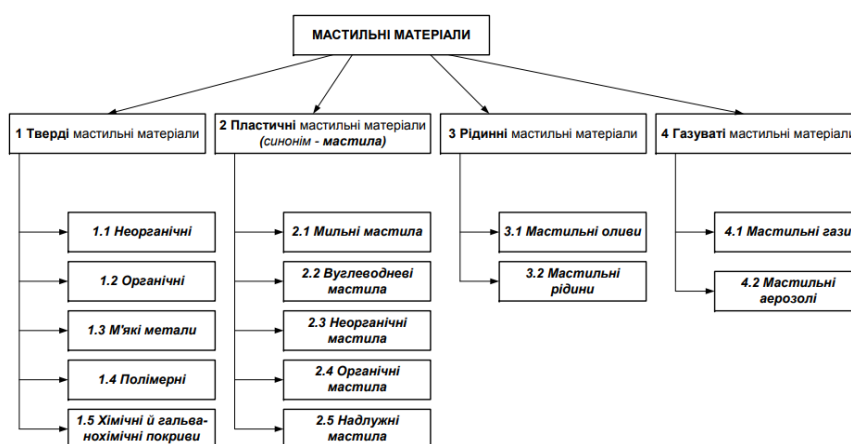 МАСТИЛЬНІ МАТЕРІАЛИ
1 Тверді мастильні матеріали
2 Пластичні мастильні матеріали
(синонім - мастила)
3 Рідинні мастильні матеріали
4 Газуваті мастильні матеріали
1.1 Неорганічні
1.2 Органічні
1.3 М'які метали
1.4 Полімерні
1.5 Хімічні й гальва-
нохімічні покриви
2.1 Мильні мастила
2.2 Вуглеводневі
мастила
2.3 Неорганічні
мастила
2.4 Органічні
мастила
2.5 Надлужні
мастила
3.1 Мастильні оливи
3.2 Мастильні
рідини
4.1 Мастильні гази
4.2 Мастильні
аерозолі